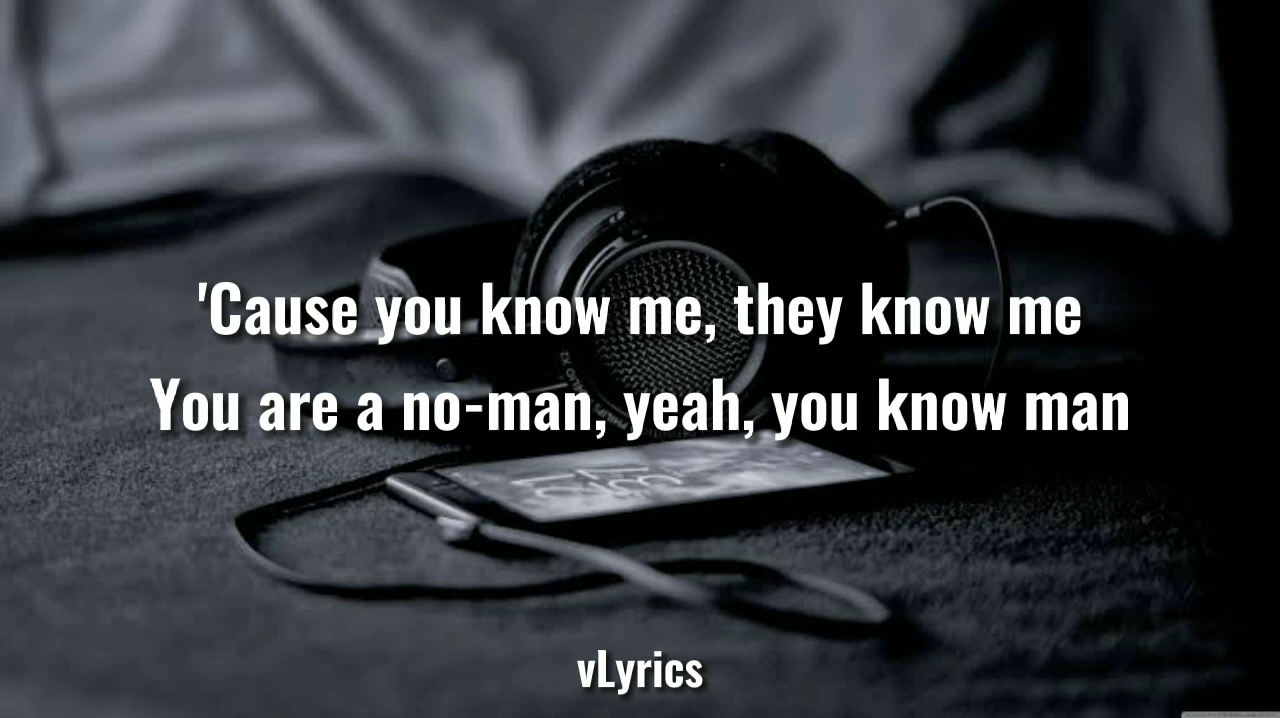 'Cause you know me, they know me
You are a no-man, yeah, you know man
vLyrics